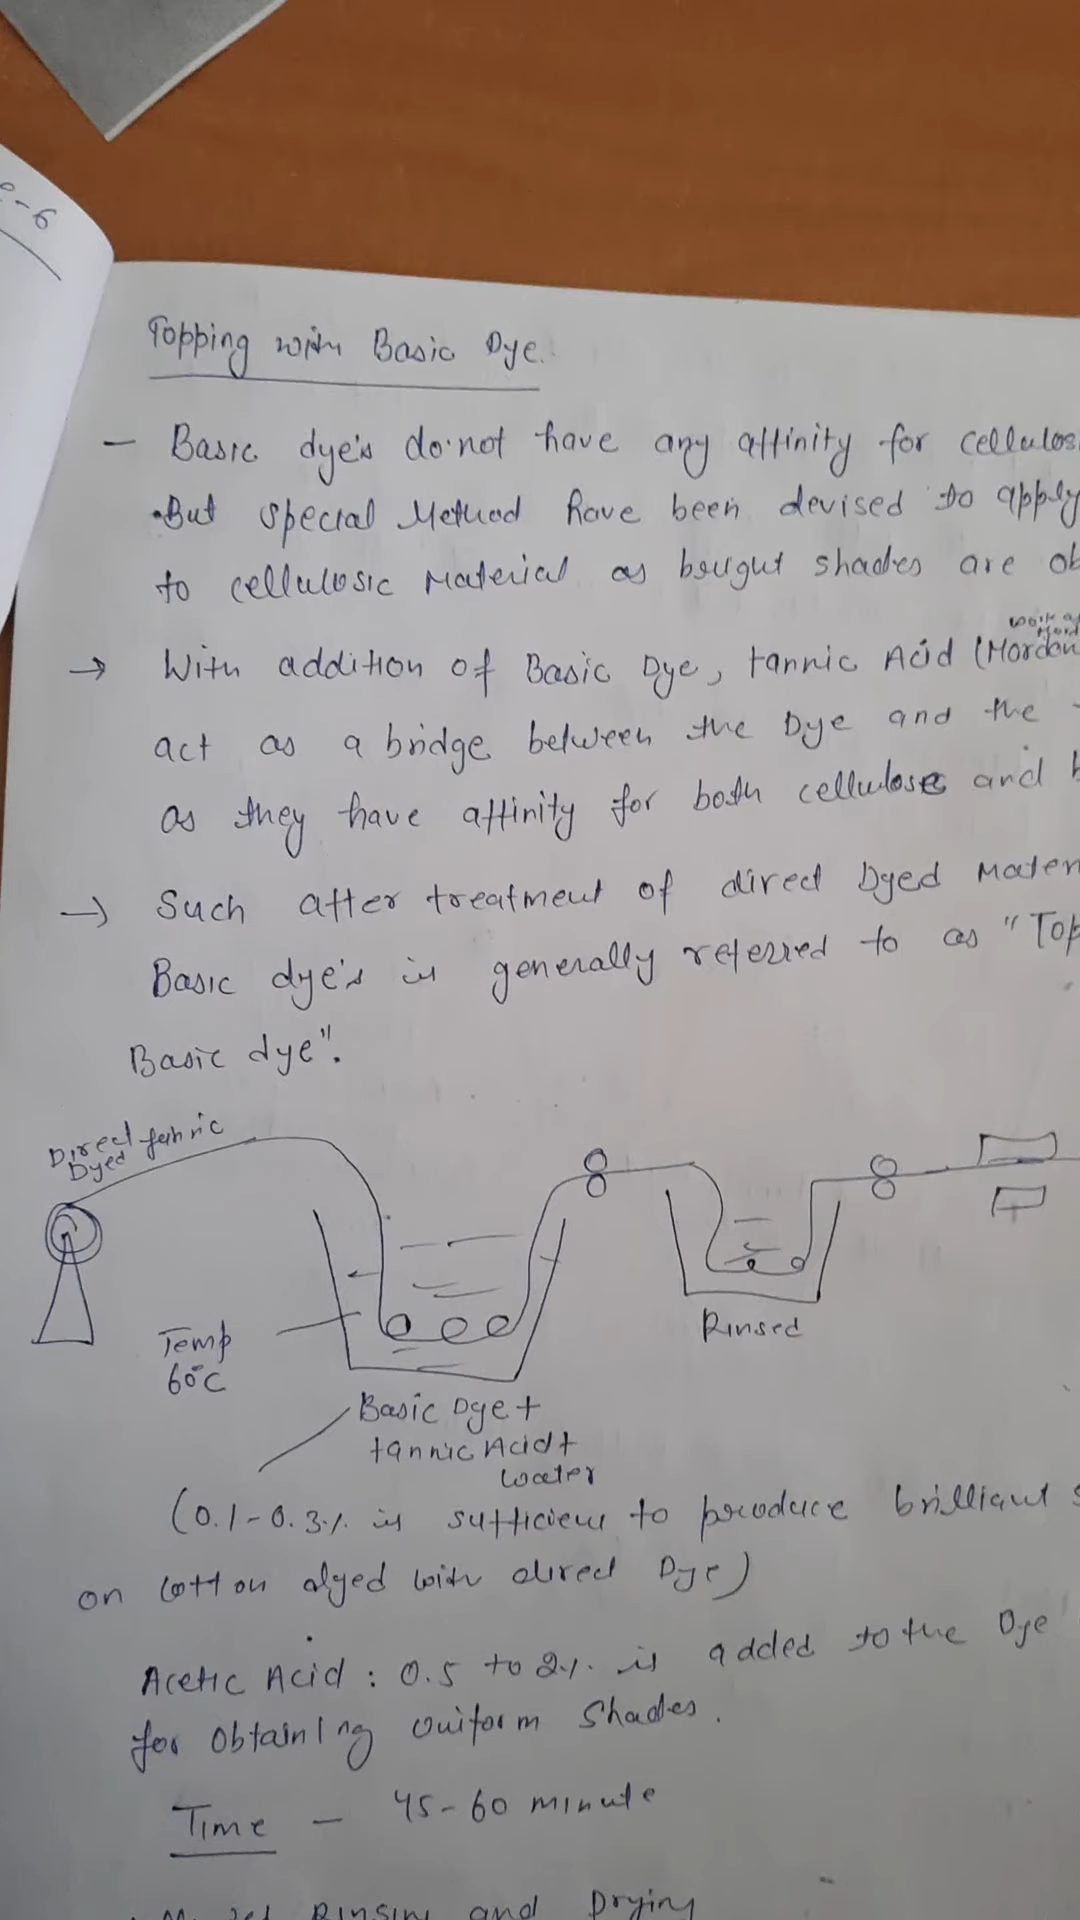 e-6
Topping with Basic Dye.
- Basic dye's do not have any affinity for cellulos
But special Method have been devised to apply
to cellulosic Material as bright shades are ob
work a
Mord
→ With addition of Basic Dye, tannic Acid (Mordan
act as a bridge between the Dye and the
as they have affinity for both celluloses and b
→ Such after treatment of direct Dyed Mater
Basic dye's is generally referred to as "Top
Basic dye".
Direct fabric
Dyed
Temp
60°C
Rinsed
Basic Dye +
tannic Acid +
water
(0.1-0.3% is sufficient to produce brilliant s
on cotton dyed with direct Dye)
Acetic Acid : 0.5 to 2% is added to the Dye
for obtaining uniform Shades.
Time - 45-60 minute
Rinsing and Drying